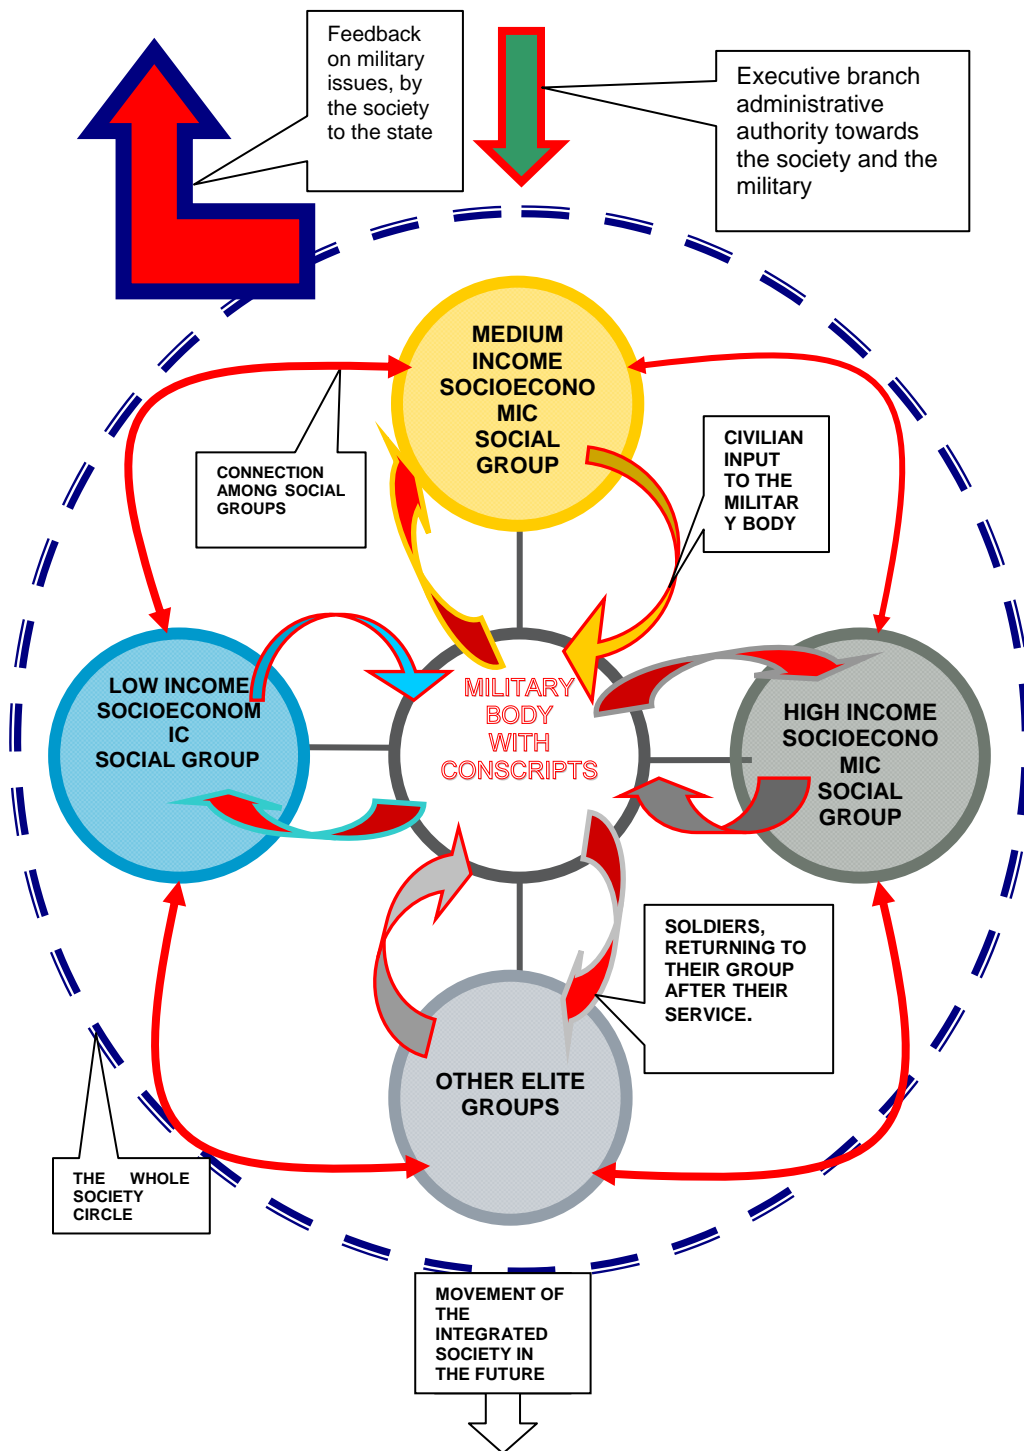 Feedback
on military
issues, by
the society
to the state
Executive branch
administrative
authority towards
the society and the
military
MEDIUM
INCOME
SOCIOECONO
MIC
SOCIAL
GROUP
CONNECTION
AMONG SOCIAL
GROUPS
CIVILIAN
INPUT
TO THE
MILITAR
Y BODY
LOW INCOME
SOCIOECONOM
IC
SOCIAL GROUP
MILITARY
BODY
WITH
CONSCRIPTS
HIGH INCOME
SOCIOECONO
MIC
SOCIAL
GROUP
SOLDIERS,
RETURNING TO
THEIR GROUP
AFTER THEIR
SERVICE.
OTHER ELITE
GROUPS
THE WHOLE
SOCIETY
CIRCLE
MOVEMENT OF
THE
INTEGRATED
SOCIETY IN
THE FUTURE